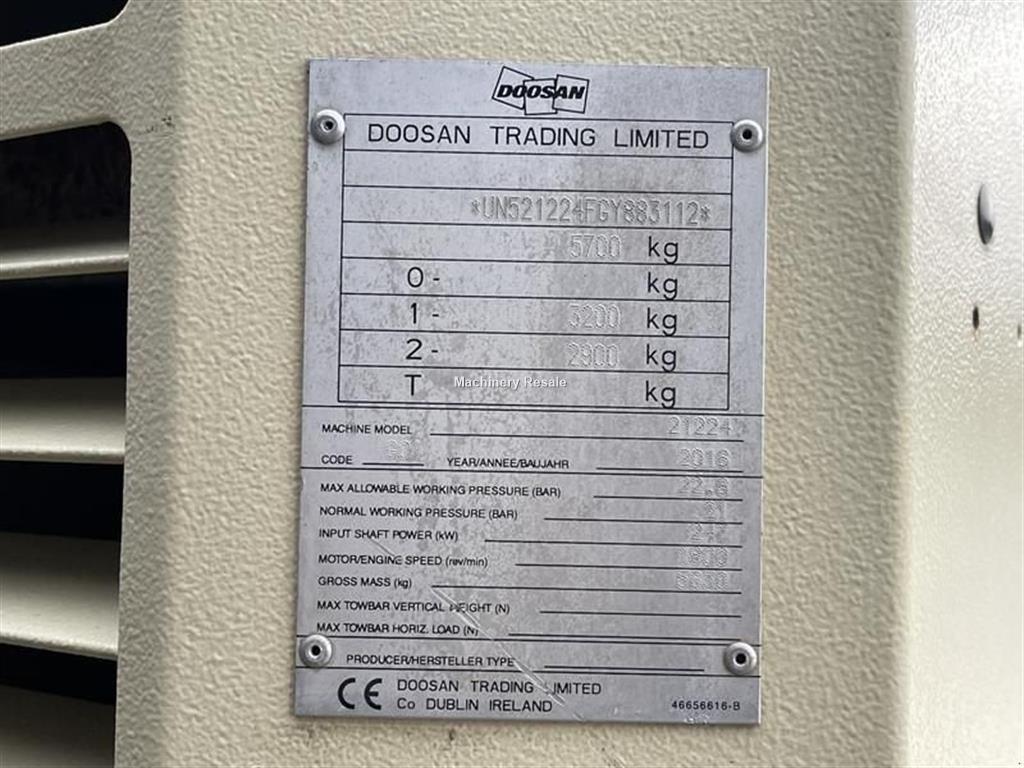 DOOSAN
DOOSAN TRADING LIMITED
*UN521224FGY883112*
5700 kg
0- kg
1- 3200 kg
2- 2900 kg
T kg
Machinery Resale
MACHINE MODEL 21224
CODE YEAR/ANNEE/BAUJAHR 2016
MAX ALLOWABLE WORKING PRESSURE (BAR)
NORMAL WORKING PRESSURE (BAR) 21
INPUT SHAFT POWER (kW)
MOTOR/ENGINE SPEED (rev/min)
GROSS MASS (kg)
MAX TOWBAR VERTICAL WEIGHT (N)
MAX TOWBAR HORIZ. LOAD (N)
PRODUCER/HERSTELLER TYPE
CE DOOSAN TRADING LIMITED
Co DUBLIN IRELAND 46656616-B